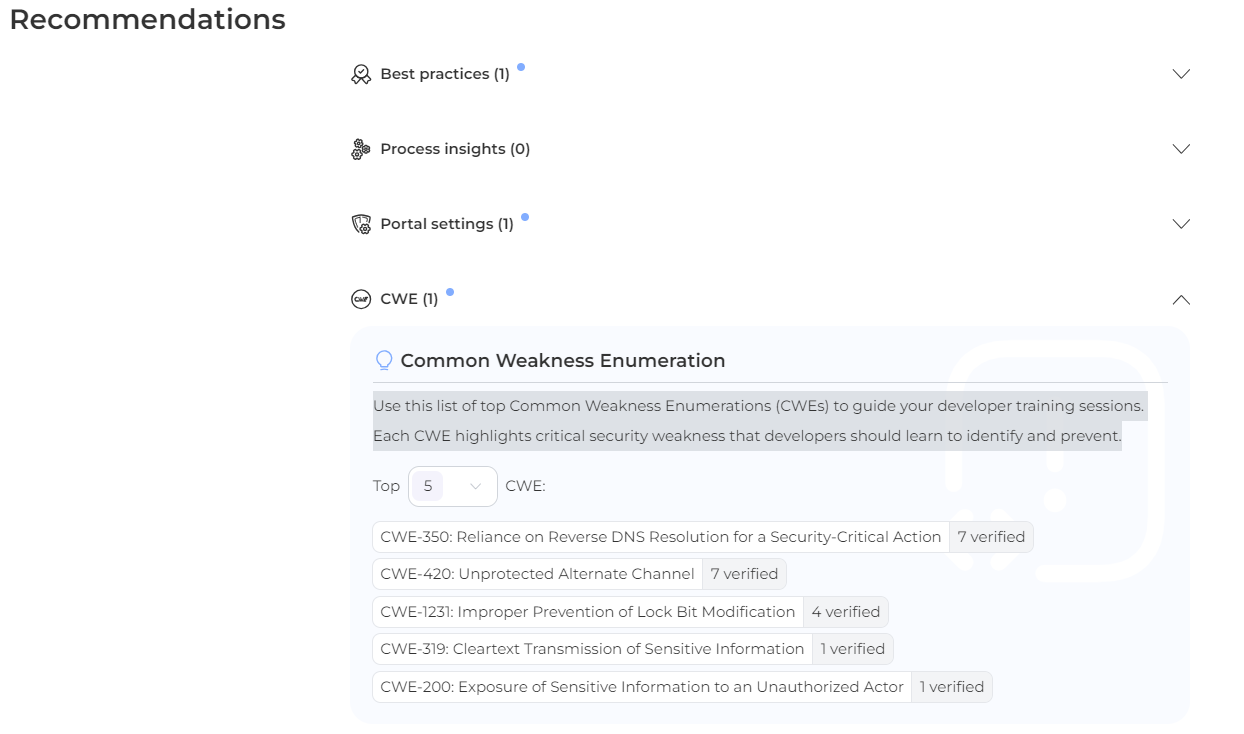 Recommendations
Best practices (1)
Process insights (0)
Portal settings (1)
CWE (1)
Common Weakness Enumeration
Use this list of top Common Weakness Enumerations (CWEs) to guide your developer training sessions.
Each CWE highlights critical security weakness that developers should learn to identify and prevent.
Top 5 CWE:
CWE-350: Reliance on Reverse DNS Resolution for a Security-Critical Action 7 verified
CWE-420: Unprotected Alternate Channel 7 verified
CWE-1231: Improper Prevention of Lock Bit Modification 4 verified
CWE-319: Cleartext Transmission of Sensitive Information 1 verified
CWE-200: Exposure of Sensitive Information to an Unauthorized Actor 1 verified